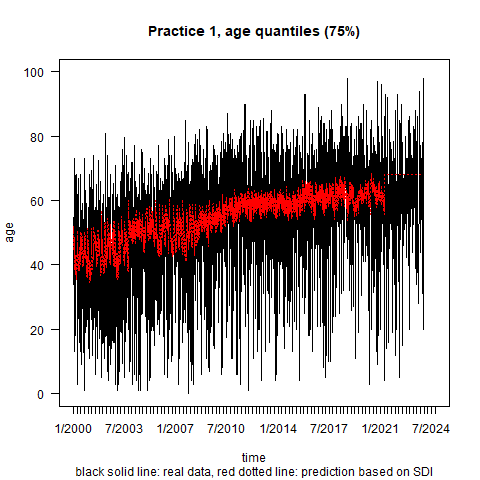 Practice 1, age quantiles (75%)
100
80
60
40
20
0
age
1/2000 7/2003 1/2007 7/2010 1/2014 7/2017 1/2021 7/2024
time
black solid line: real data, red dotted line: prediction based on SDI